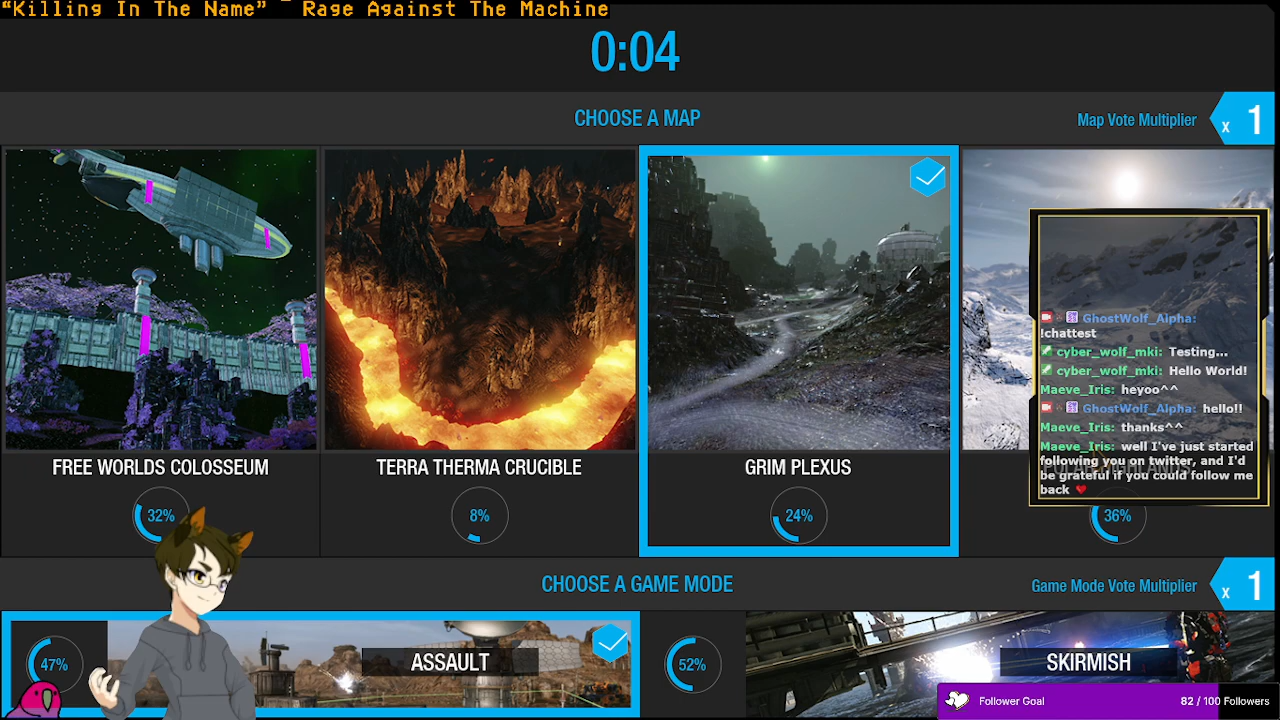 “Killing In The Name” ~ Rage Against The Machine
0:04
CHOOSE A MAP
Map Vote Multiplier
x 1
FREE WORLDS COLOSSEUM
TERRA THERMA CRUCIBLE
GRIM PLEXUS
32%
8%
24%
36%
GhostWolf_Alpha:
!chattest
cyber_wolf_mki: Testing...
cyber_wolf_mki: Hello World!
Maeve_Iris: heyoo^^
GhostWolf_Alpha: hello!!
Maeve_Iris: thanks^^
Maeve_Iris: well I've just started
following you on twitter, and I'd
be grateful if you could follow me
back ❤️
CHOOSE A GAME MODE
Game Mode Vote Multiplier
x 1
47%
ASSAULT
52%
SKIRMISH
Follower Goal
82 / 100 Followers